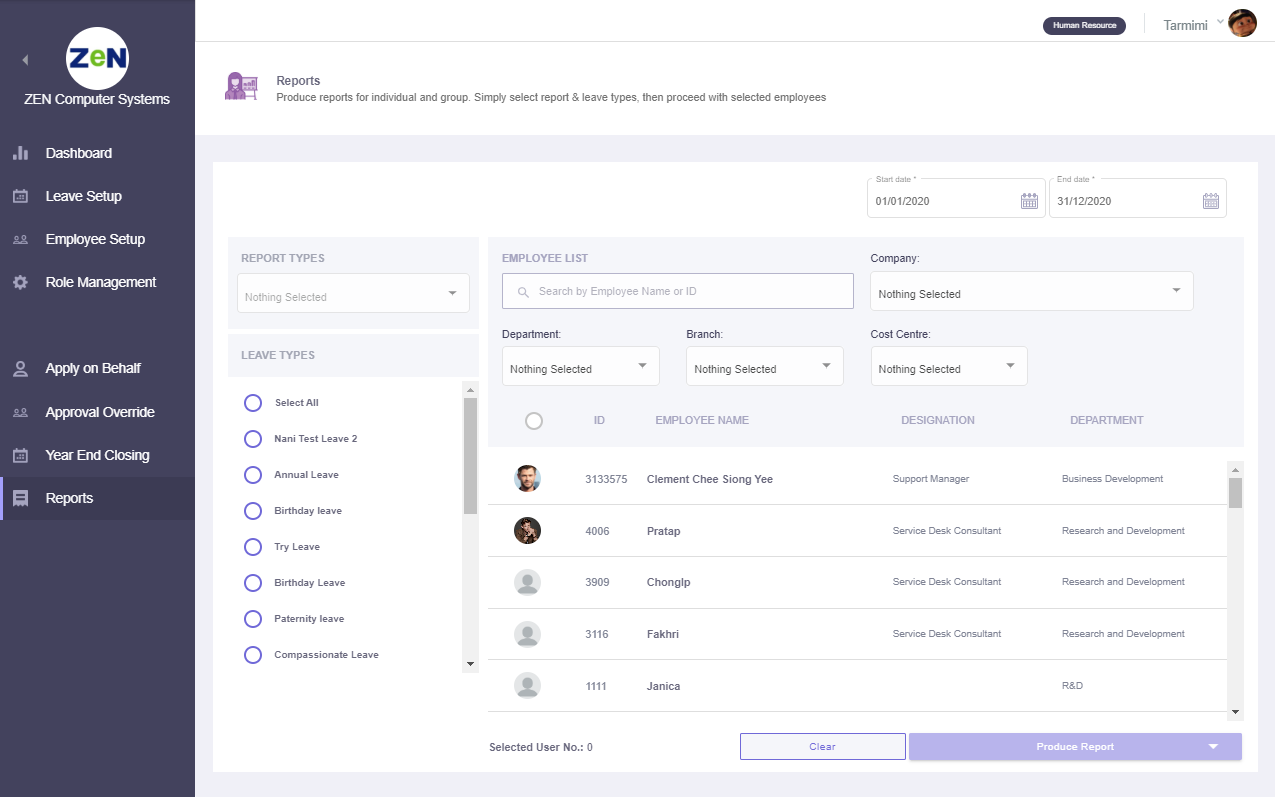 Human Resource
Tarmimi
ZeN
ZEN Computer Systems
Dashboard
Leave Setup
Employee Setup
Role Management
Apply on Behalf
Approval Override
Year End Closing
Reports
Reports
Produce reports for individual and group. Simply select report & leave types, then proceed with selected employees
Start date *
01/01/2020
End date *
31/12/2020
REPORT TYPES
Nothing Selected
LEAVE TYPES
Select All
Nani Test Leave 2
Annual Leave
Birthday leave
Try Leave
Birthday Leave
Paternity leave
Compassionate Leave
EMPLOYEE LIST
Search by Employee Name or ID
Company:
Nothing Selected
Department:
Nothing Selected
Branch:
Nothing Selected
Cost Centre:
Nothing Selected
ID EMPLOYEE NAME DESIGNATION DEPARTMENT
3133575 Clement Chee Siong Yee Support Manager Business Development
4006 Pratap Service Desk Consultant Research and Development
3909 Chonglp Service Desk Consultant Research and Development
3116 Fakhri Service Desk Consultant Research and Development
1111 Janica R&D
Selected User No.: 0
Clear
Produce Report